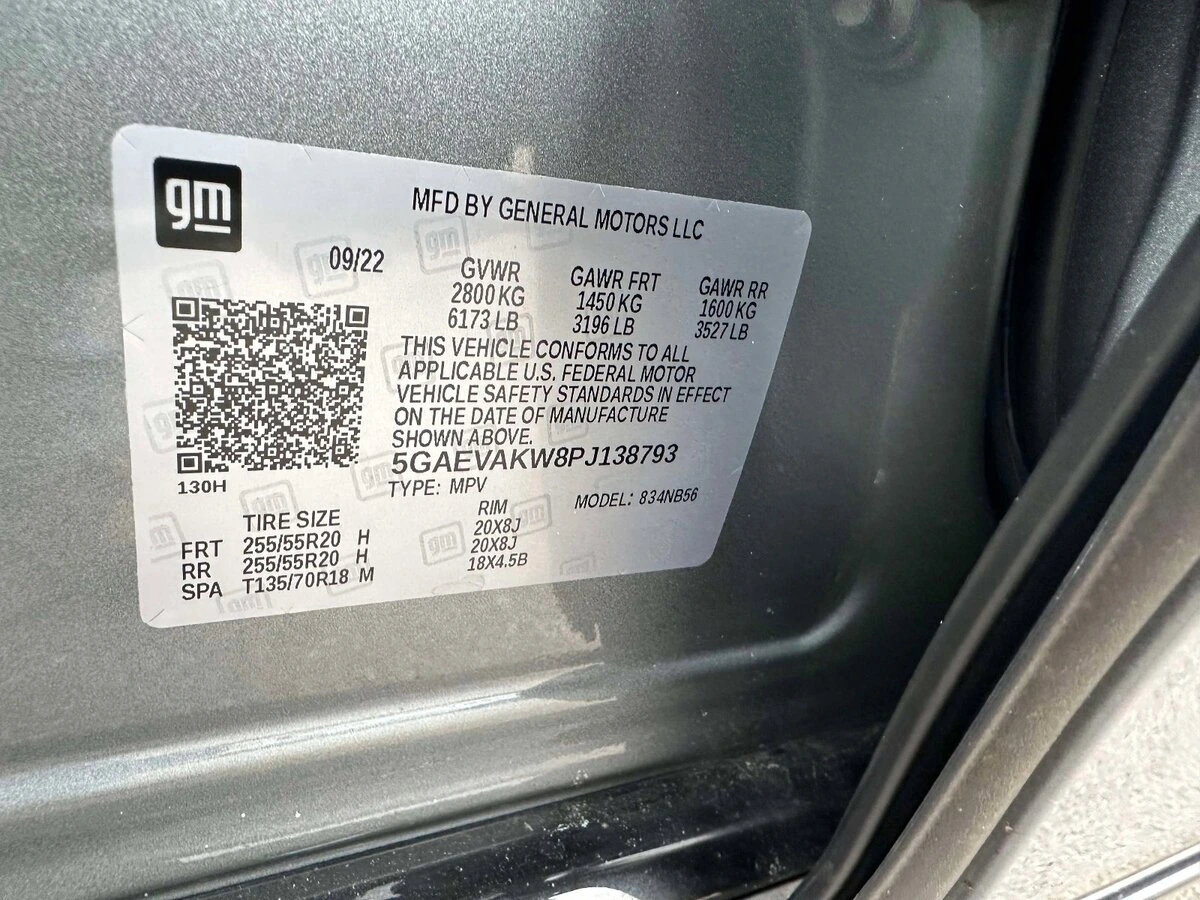 gm
MFD BY GENERAL MOTORS LLC
09/22
GVWR GAWR FRT GAWR RR
2800 KG 1450 KG 1600 KG
6173 LB 3196 LB 3527 LB
THIS VEHICLE CONFORMS TO ALL
APPLICABLE U.S. FEDERAL MOTOR
VEHICLE SAFETY STANDARDS IN EFFECT
ON THE DATE OF MANUFACTURE
SHOWN ABOVE.
5GAEVAKW8PJ138793
130H
TYPE: MPV MODEL: 834NB56
TIRE SIZE RIM
FRT 255/55R20 H 20X8J
RR 255/55R20 H 20X8J
SPA T135/70R18 M 18X4.5B